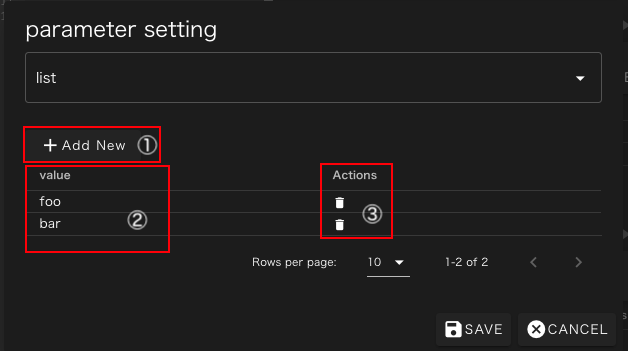 parameter setting
list
Add New ①
value Actions
foo
bar ② ③
Rows per page: 10 1-2 of 2
SAVE CANCEL